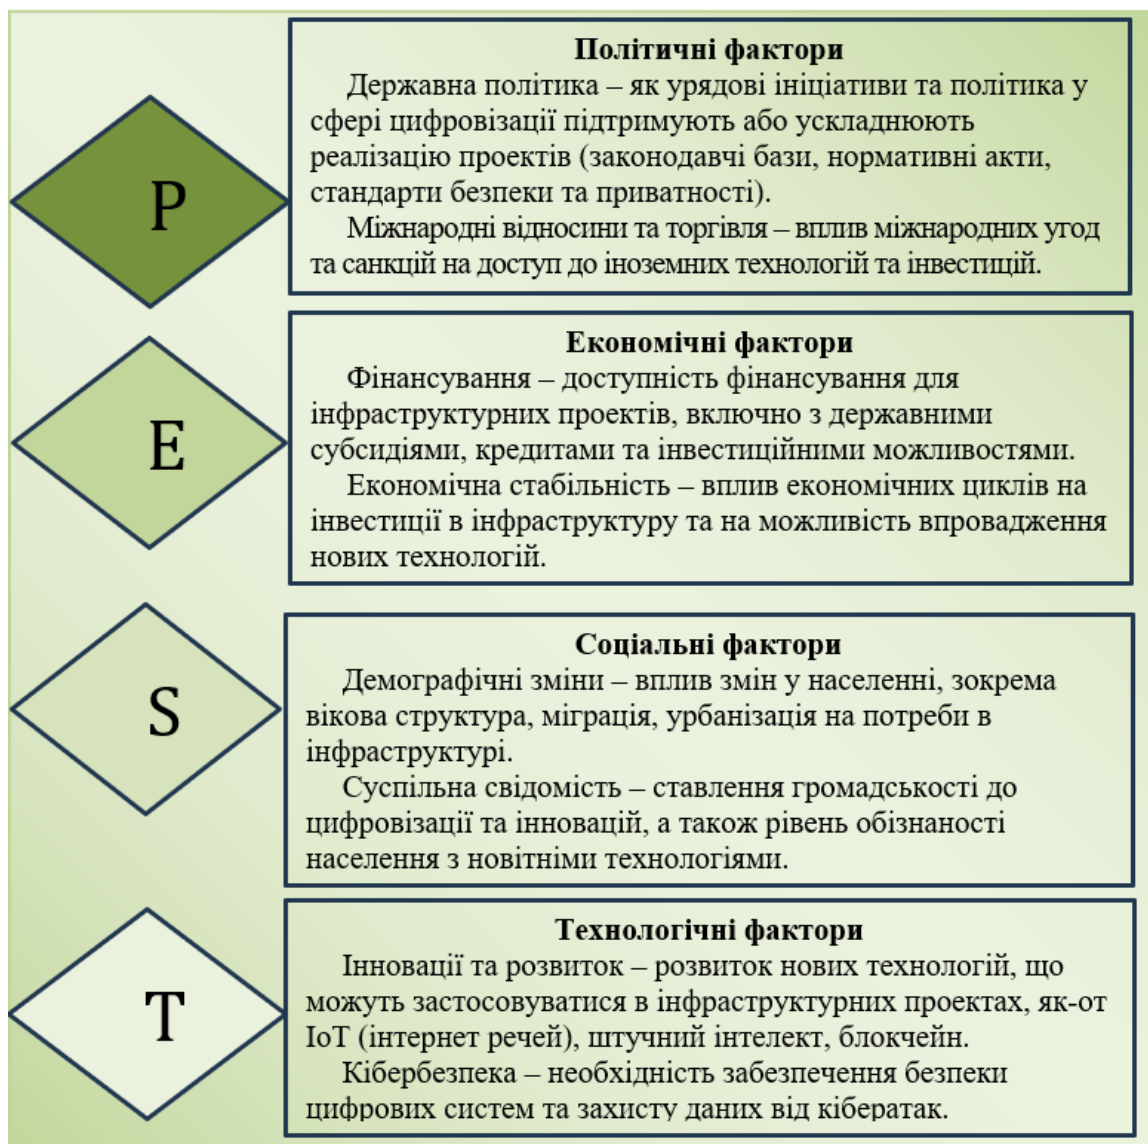 P
Політичні фактори
Державна політика – як урядові ініціативи та політика у
сфері цифровізації підтримують або ускладнюють
реалізацію проектів (законодавчі бази, нормативні акти,
стандарти безпеки та приватності).
Міжнародні відносини та торгівля – вплив міжнародних угод
та санкцій на доступ до іноземних технологій та інвестицій.
E
Економічні фактори
Фінансування – доступність фінансування для
інфраструктурних проектів, включно з державними
субсидіями, кредитами та інвестиційними можливостями.
Економічна стабільність – вплив економічних циклів на
інвестиції в інфраструктуру та на можливість впровадження
нових технологій.
S
Соціальні фактори
Демографічні зміни – вплив змін у населенні, зокрема
вікова структура, міграція, урбанізація на потреби в
інфраструктурі.
Суспільна свідомість – ставлення громадськості до
цифровізації та інновацій, а також рівень обізнаності
населення з новітніми технологіями.
T
Технологічні фактори
Інновації та розвиток – розвиток нових технологій, що
можуть застосовуватися в інфраструктурних проектах, як-от
IoT (інтернет речей), штучний інтелект, блокчейн.
Кібербезпека – необхідність забезпечення безпеки
цифрових систем та захисту даних від кібератак.